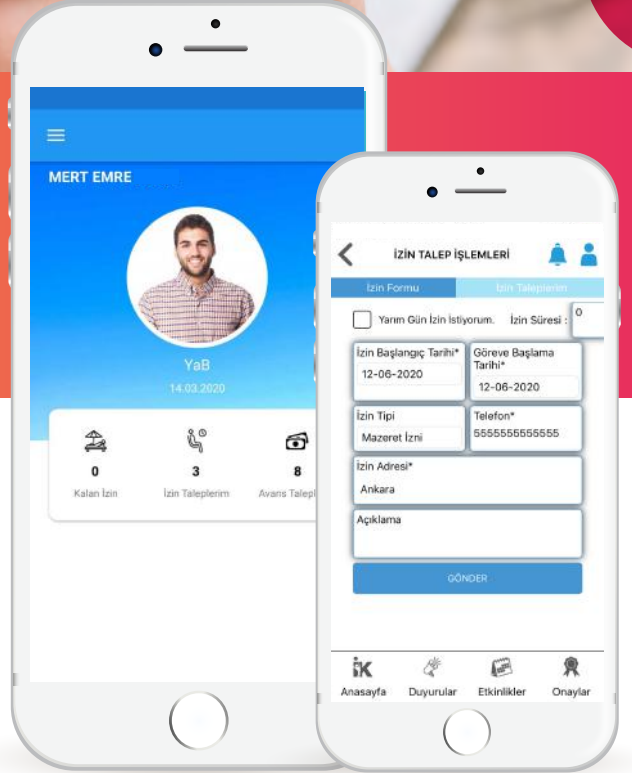 MERT EMRE
YaB
14.03.2020
0
3
8
Kalan İzin
İzin Taleplerim
Avans Talepl
İZİN TALEP İŞLEMLERİ
İzin Formu
İzin Taleplerim
Yarım Gün İzin İstiyorum.
İzin Süresi :
0
İzin Başlangıç Tarihi*
12-06-2020
Göreve Başlama
Tarihi*
12-06-2020
İzin Tipi
Mazeret İzni
Telefon*
5555555555555
İzin Adresi*
Ankara
Açıklama
GÖNDER
iK
Anasayfa
Duyurular
Etkinlikler
Onaylar